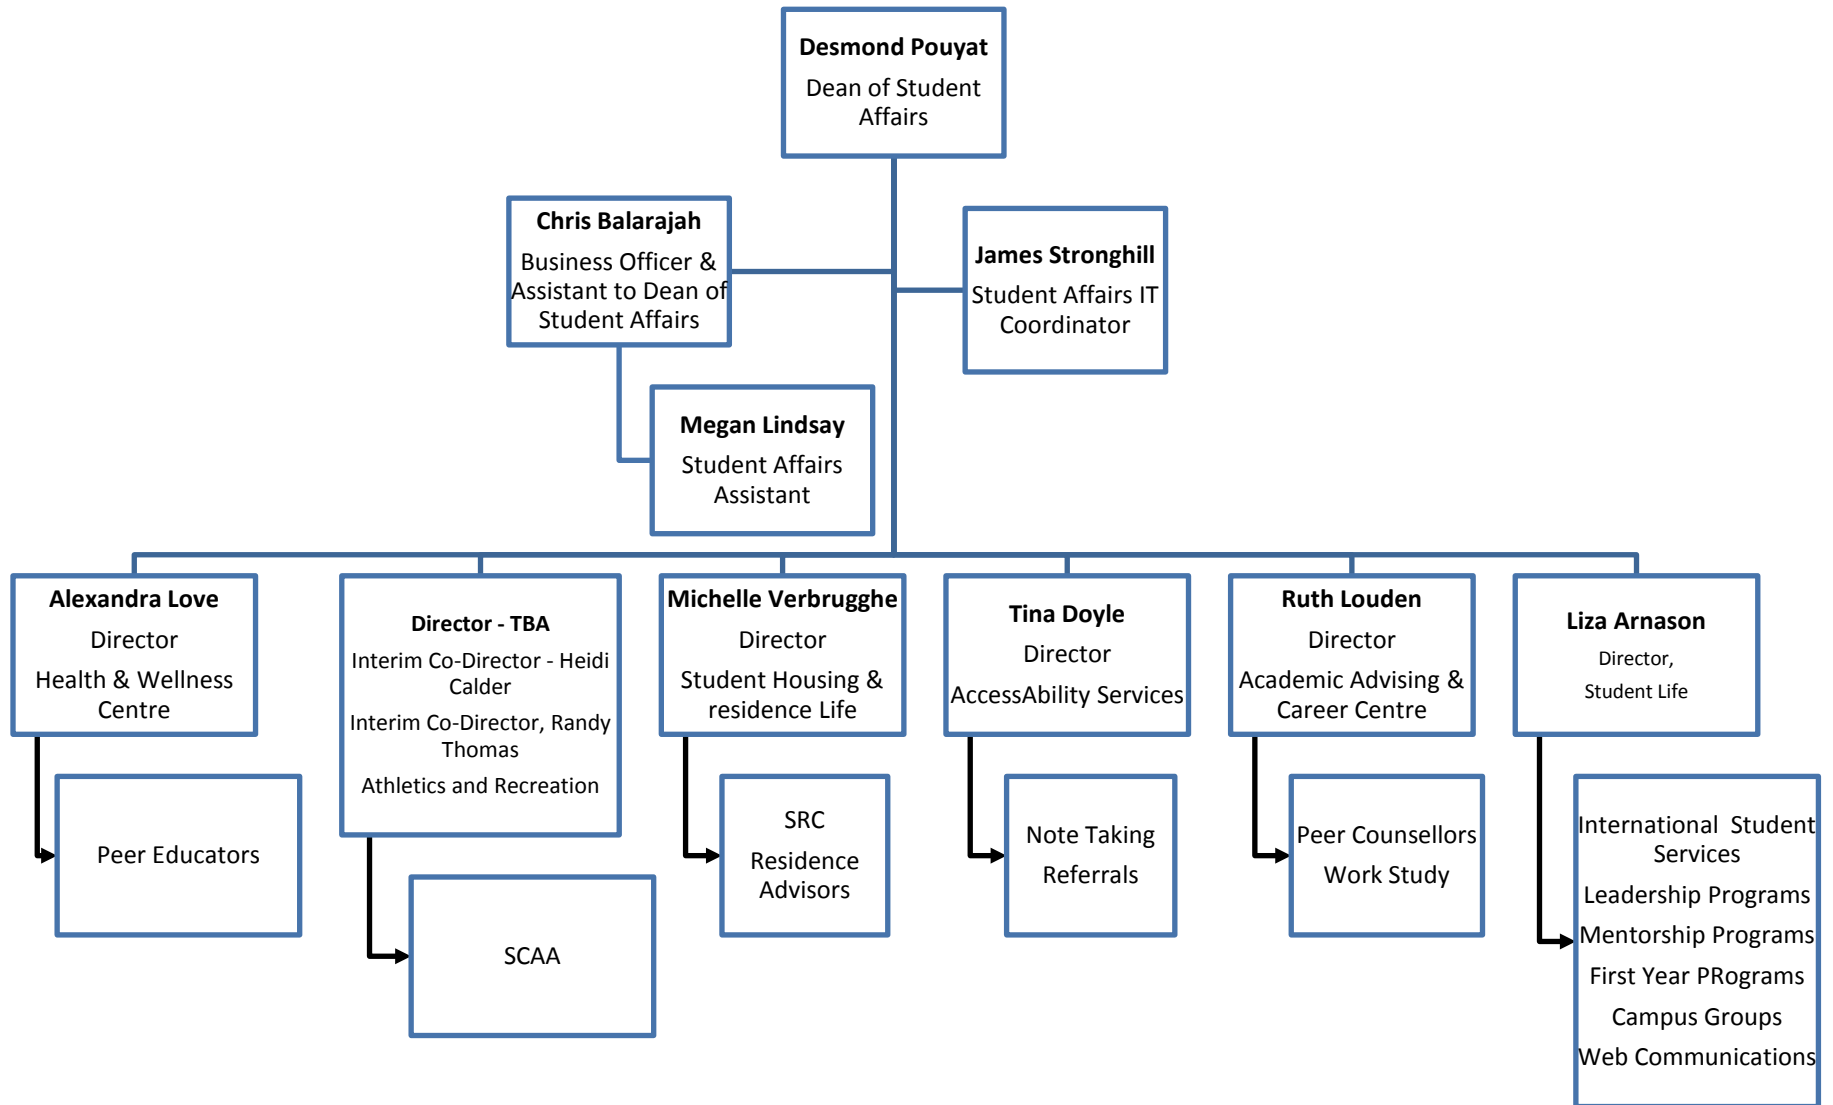 Desmond Pouyat
Dean of Student
Affairs
Chris Balarajah
Business Officer &
Assistant to Dean of
Student Affairs
James Stronghill
Student Affairs IT
Coordinator
Megan Lindsay
Student Affairs
Assistant
Alexandra Love
Director
Health & Wellness
Centre
Director - TBA
Interim Co-Director - Heidi
Calder
Interim Co-Director, Randy
Thomas
Athletics and Recreation
Michelle Verbrugghe
Director
Student Housing &
residence Life
Tina Doyle
Director
AccessAbility Services
Ruth Louden
Director
Academic Advising &
Career Centre
Liza Arnason
Director,
Student Life
Peer Educators
SCAA
SRC
Residence
Advisors
Note Taking
Referrals
Peer Counsellors
Work Study
International Student
Services
Leadership Programs
Mentorship Programs
First Year PRograms
Campus Groups
Web Communications